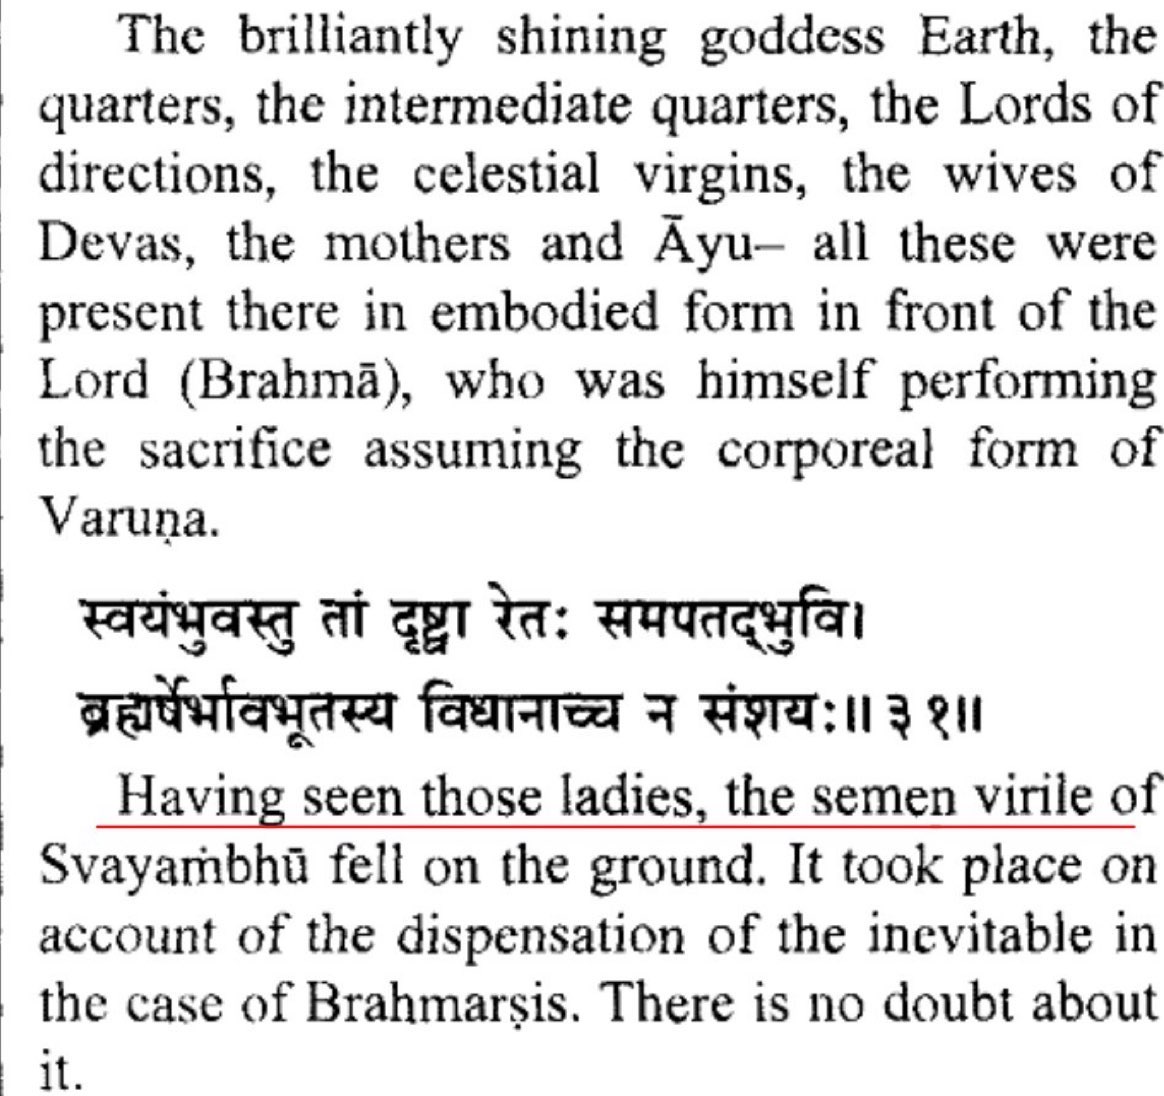 The brilliantly shining goddess Earth, the
quarters, the intermediate quarters, the Lords of
directions, the celestial virgins, the wives of
Devas, the mothers and Āyu– all these were
present there in embodied form in front of the
Lord (Brahmā), who was himself performing
the sacrifice assuming the corporeal form of
Varuṇa.
स्वयंभुवस्तु तां दृष्ट्वा रेतः समपतद्भुवि।
ब्रह्मर्षेर्भावभूतस्य विधानाच्च न संशयः॥३१॥
Having seen those ladies, the semen virile of
Svayaṁbhū fell on the ground. It took place on
account of the dispensation of the inevitable in
the case of Brahmarṣis. There is no doubt about
it.